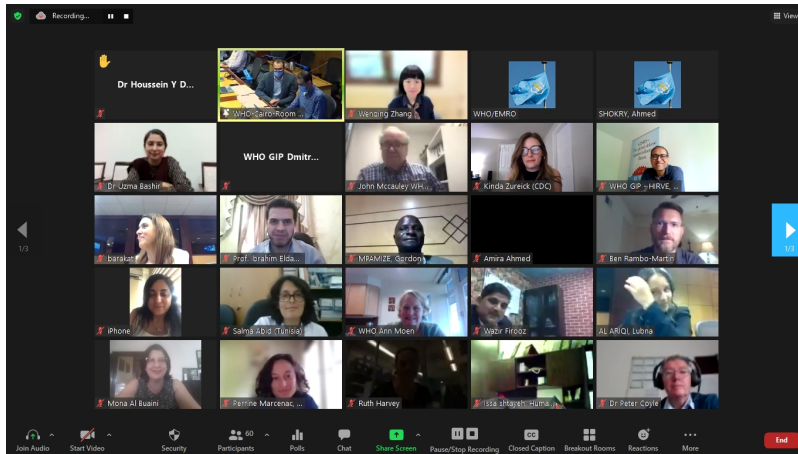 Recording...
View
Dr Houssein Y D...
WHO-Cairo-Room ...
Wenqing Zhang
WHO/EMRO
SHOKRY, Ahmed
Dr Uzma Bashir
WHO GIP Dmitr...
John Mccauley WH...
Kinda Zureick (CDC)
WHO GIP - HIRVE, ...
barakat
Prof. Ibrahim Elda...
MPAMIZE, Gordon
Amira Ahmed
Ben Rambo-Martin
1/3
1/3
iPhone
Salma Abid (Tunisia)
WHO Ann Moen
Wazir Firooz
AL ARIQI, Lubna
Mona Al Buaini
Perrine Marcenac, ...
Ruth Harvey
Issa shtayeh. Huma...
Dr Peter Coyle
60
CC
Join Audio
Start Video
Security
Participants
Polls
Chat
Share Screen
Pause/Stop Recording
Closed Caption
Breakout Rooms
Reactions
More
End